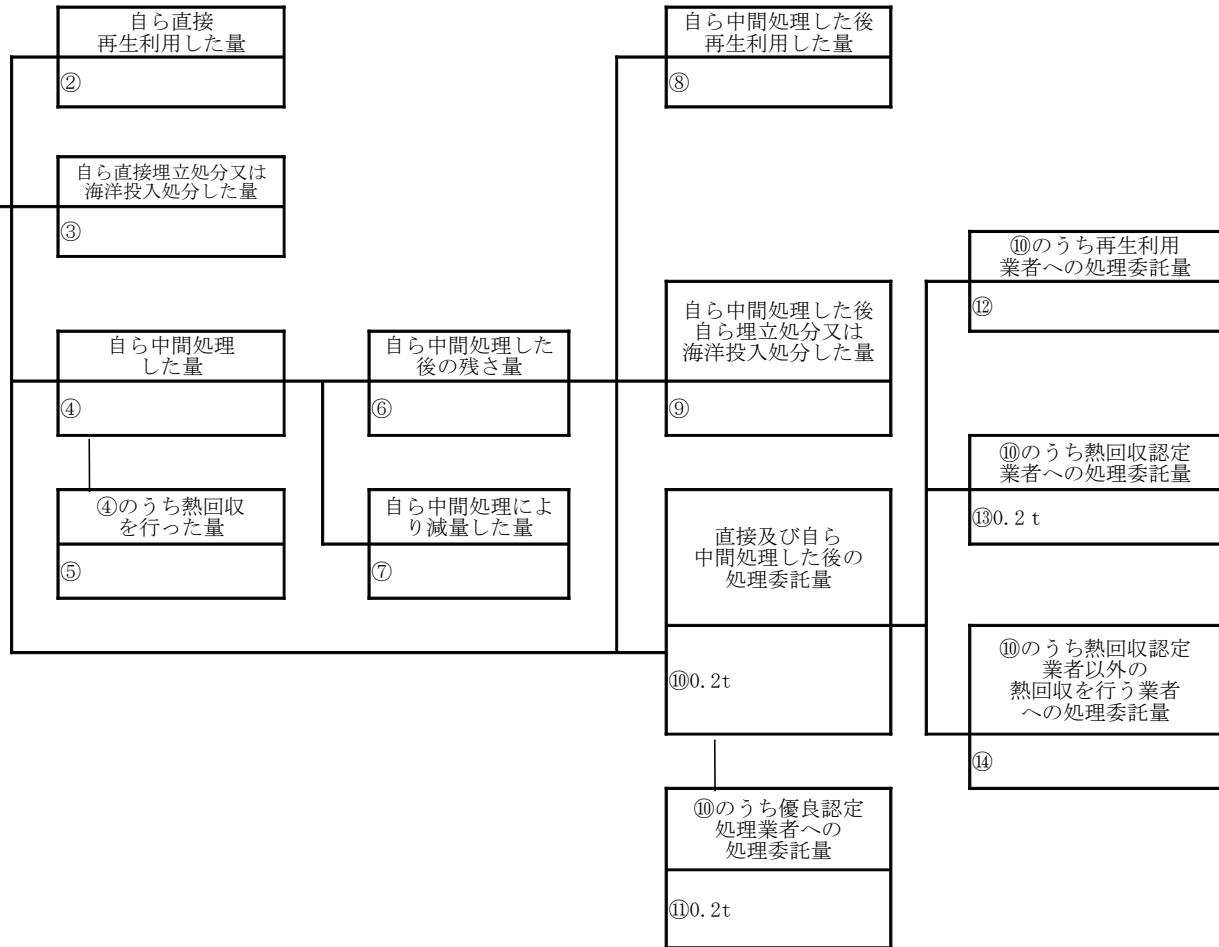 自ら直接
再生利用した量
②
自ら直接埋立処分又は
海洋投入処分した量
③
自ら中間処理
した量
④
④のうち熱回収
を行った量
⑤
自ら中間処理した
後の残さ量
⑥
自ら中間処理によ
り減量した量
⑦
自ら中間処理した後
再生利用した量
⑧
自ら中間処理した後
自ら埋立処分又は
海洋投入処分した量
⑨
直接及び自ら
中間処理した後の
処理委託量
⑩0.2t
⑩のうち優良認定
処理業者への
処理委託量
⑪0.2t
⑩のうち再生利用
業者への処理委託量
⑫
⑩のうち熱回収認定
業者への処理委託量
⑬0.2 t
⑩のうち熱回収認定
業者以外の
熱回収を行う業者
への処理委託量
⑭